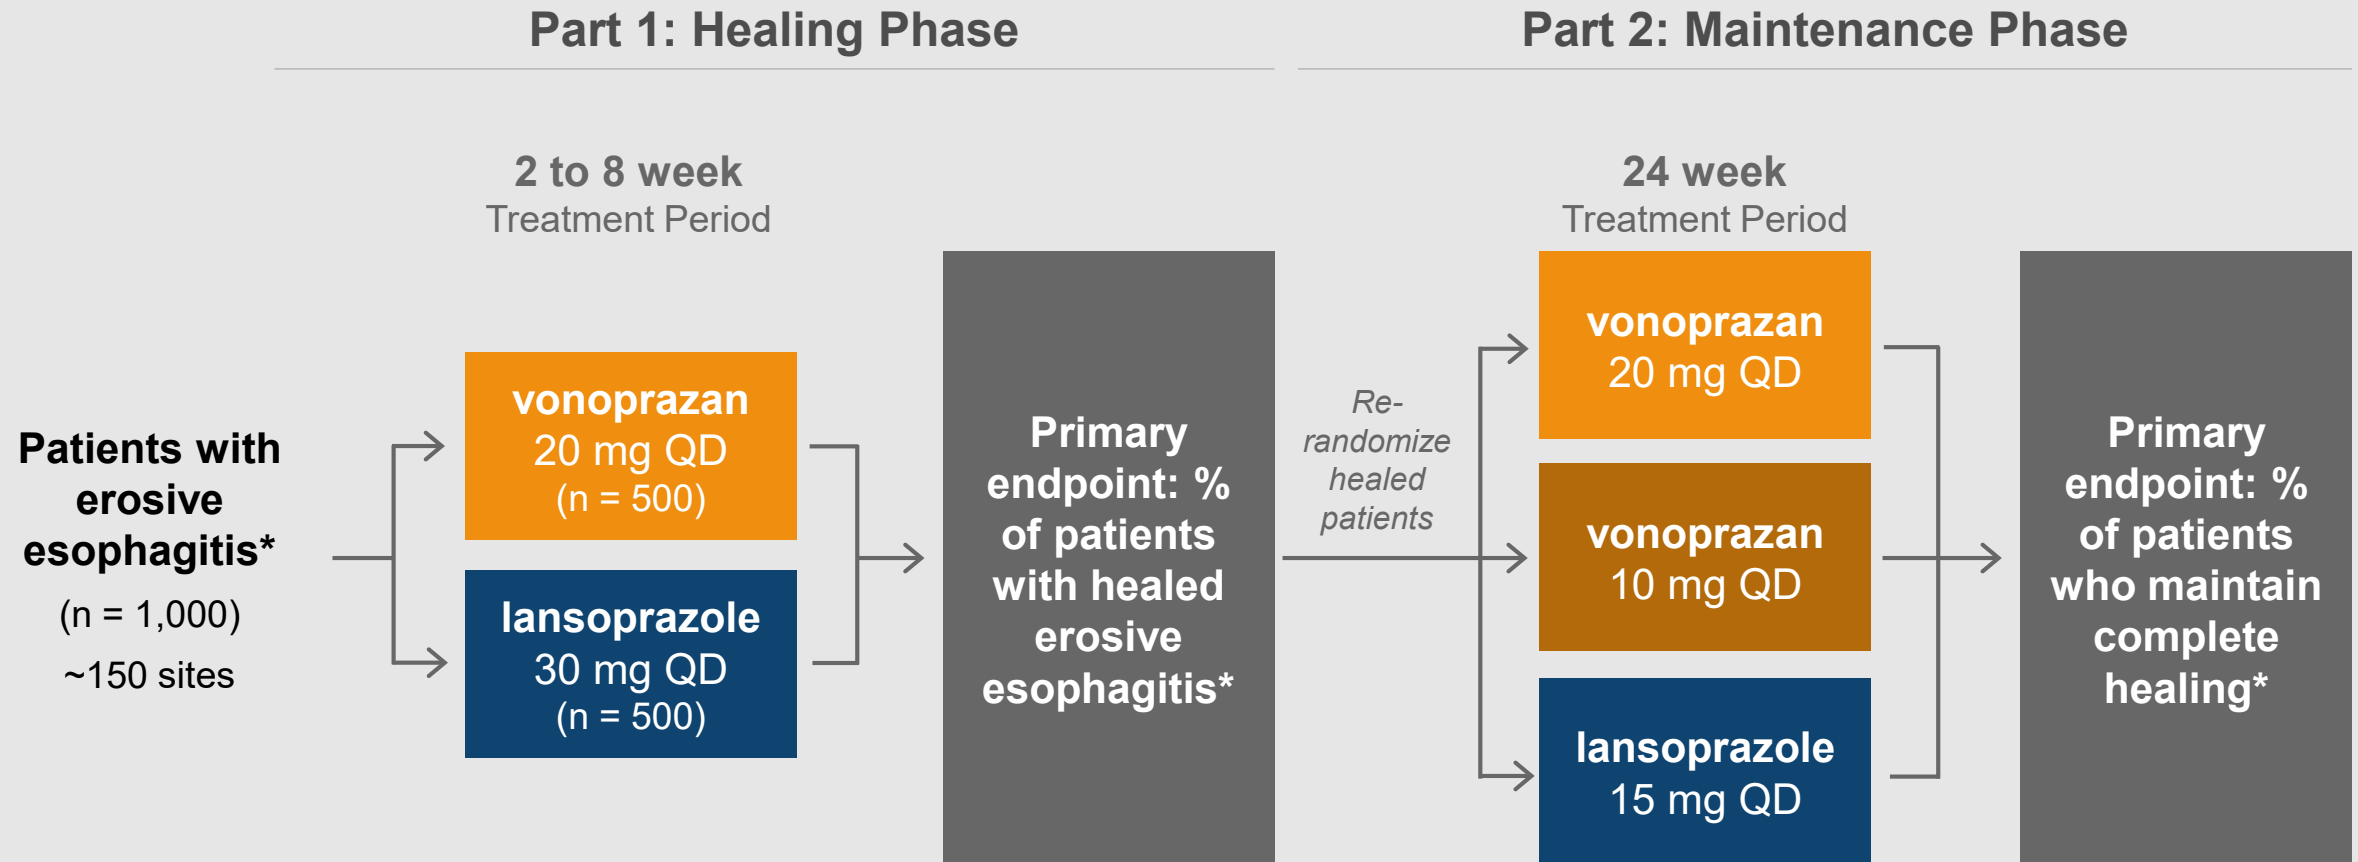 Part 1: Healing Phase
Part 2: Maintenance Phase
2 to 8 week
Treatment Period
24 week
Treatment Period
Patients with
erosive
esophagitis*
(n = 1,000)
~150 sites
vonoprazan
20 mg QD
(n = 500)
lansoprazole
30 mg QD
(n = 500)
Primary
endpoint: %
of patients
with healed
erosive
esophagitis*
Re-
randomize
healed
patients
vonoprazan
20 mg QD
vonoprazan
10 mg QD
lansoprazole
15 mg QD
Primary
endpoint: %
of patients
who maintain
complete
healing*